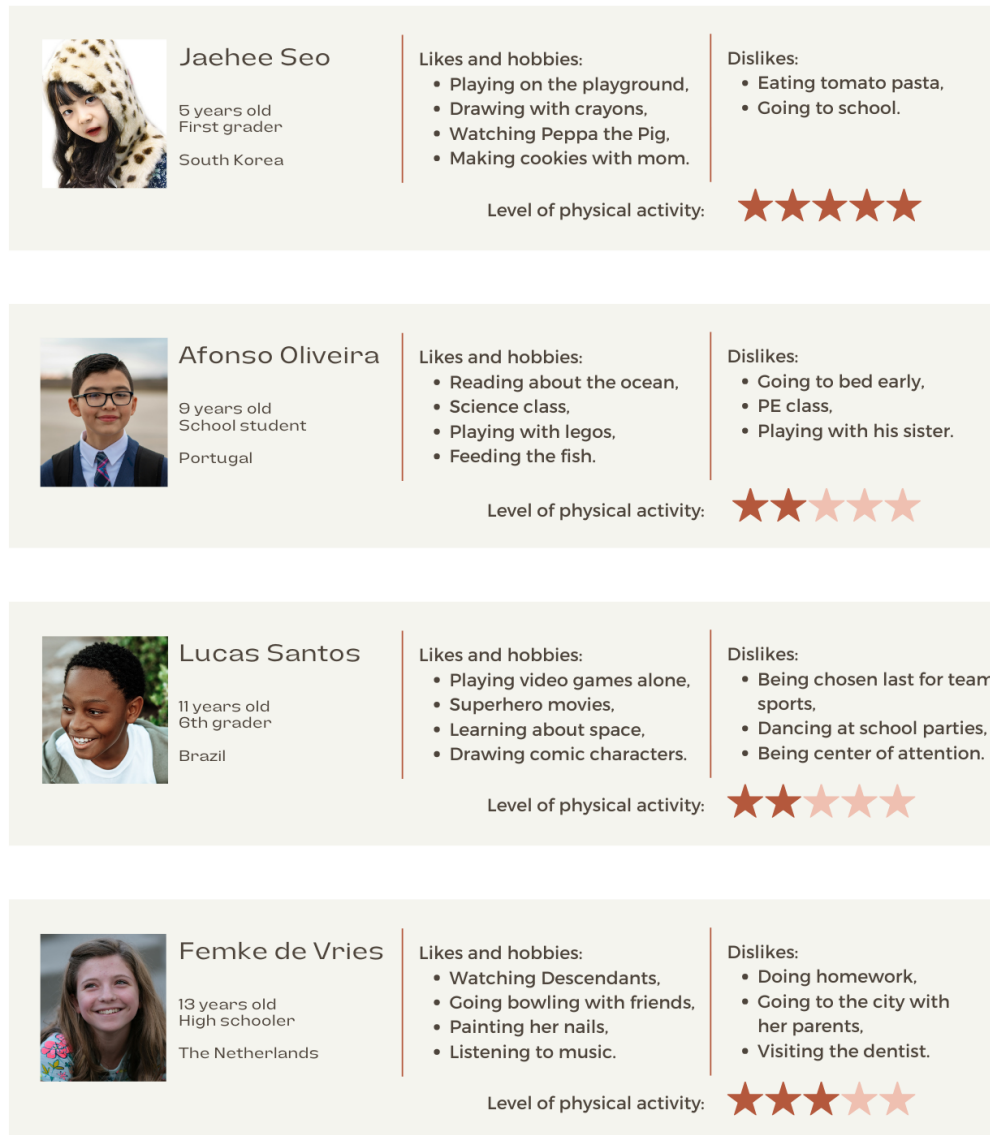 Jaehee Seo
5 years old
First grader
South Korea
Likes and hobbies:
• Playing on the playground,
• Drawing with crayons,
• Watching Peppa the Pig,
• Making cookies with mom.
Dislikes:
• Eating tomato pasta,
• Going to school.
Level of physical activity:
Afonso Oliveira
9 years old
School student
Portugal
Likes and hobbies:
• Reading about the ocean,
• Science class,
• Playing with legos,
• Feeding the fish.
Dislikes:
• Going to bed early,
• PE class,
• Playing with his sister.
Level of physical activity:
Lucas Santos
11 years old
6th grader
Brazil
Likes and hobbies:
• Playing video games alone,
• Superhero movies,
• Learning about space,
• Drawing comic characters.
Dislikes:
• Being chosen last for team
sports,
• Dancing at school parties,
• Being center of attention.
Level of physical activity:
Femke de Vries
13 years old
High schooler
The Netherlands
Likes and hobbies:
• Watching Descendants,
• Going bowling with friends,
• Painting her nails,
• Listening to music.
Dislikes:
• Doing homework,
• Going to the city with
her parents,
• Visiting the dentist.
Level of physical activity: